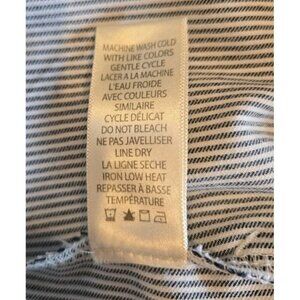 MACHINE WASH COLD
WITH LIKE COLORS
GENTLE CYCLE
LACER A LA MACHINE
L'EAU FROIDE
AVEC COULEURS
SIMILAIRE
CYCLE DÉLICAT
DO NOT BLEACH
NE PAS JAVELLISER
LINE DRY
LA LIGNE SÈCHE
IRON LOW HEAT
REPASSER À BASSE
TEMPÉRATURE